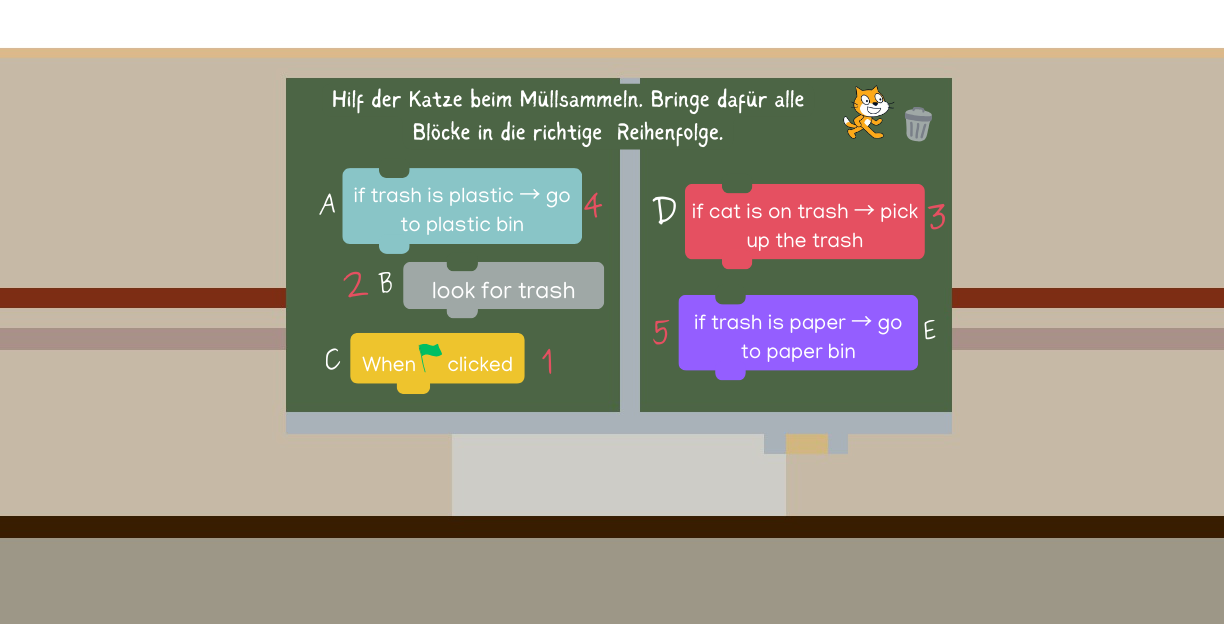 Hilf der Katze beim Müllsammeln. Bringe dafür alle
Blöcke in die richtige Reihenfolge.
A
if trash is plastic → go
to plastic bin
4
2
B
look for trash
C
When clicked
1
D
if cat is on trash → pick
up the trash
3
5
if trash is paper → go
to paper bin
E